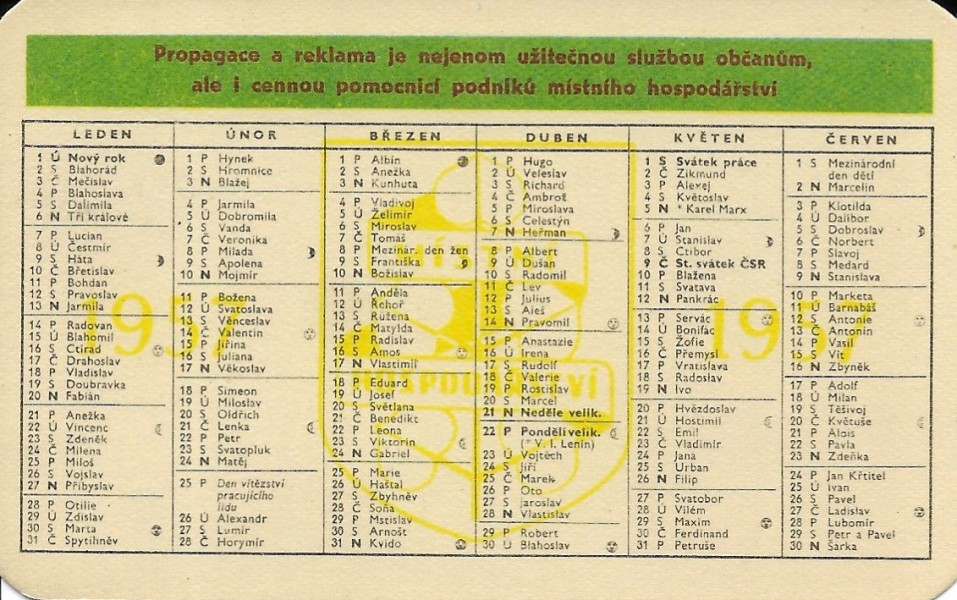 Propagace a reklama je nejenom užitečnou službou občanům,
ale i cennou pomocnicí podniků místního hospodářství
LEDEN
1 Ú Nový rok
2 S Blahorád
3 Č Mečislav
4 P Blahoslava
5 S Dalimila
6 N Tři králové
7 P Lucian
8 Ú Čestmír
9 S Háta
10 Č Břetislav
11 P Bohdan
12 S Pravoslav
13 N Jarmila
14 P Radovan
15 Ú Blahomil
16 S Ctirad
17 Č Drahoslav
18 P Vladislav
19 S Doubravka
20 N Fabián
21 P Anežka
22 Ú Vincenc
23 S Zdeněk
24 Č Milena
25 P Miloš
26 S Vojslav
27 N Přibyslav
28 P Otilie
29 Ú Zdislav
30 S Marta
31 Č Spytihněv
ÚNOR
1 P Hynek
2 S Hromnice
3 N Blažej
4 P Jarmila
5 Ú Dobromila
6 S Vanda
7 Č Veronika
8 P Milada
9 S Apolena
10 N Mojmír
11 P Božena
12 Ú Svatoslava
13 S Věnceslav
14 Č Valentin
15 P Jiřina
16 S Juliana
17 N Věkoslav
18 P Simeon
19 Ú Miloslav
20 S Oldřich
21 Č Lenka
22 P Petr
23 S Svatopluk
24 N Matěj
25 P Den vítězství
pracujícího
lidu
26 Ú Alexandr
27 S Lumír
28 Č Horymír
BŘEZEN
1 P Albín
2 S Anežka
3 N Kunhuta
4 P Vladivoj
5 Ú Želimír
6 S Miroslav
7 Č Tomáš
8 P Mezinár. den žen
9 S Františka
10 N Božislav
11 P Anděla
12 Ú Řehoř
13 S Růžena
14 Č Matylda
15 P Radislav
16 S Amos
17 N Vlastimil
18 P Eduard
19 Ú Josef
20 S Světlana
21 Č Benedikt
22 P Leona
23 S Viktorin
24 N Gabriel
25 P Marie
26 Ú Haštal
27 S Zbyhněv
28 Č Soňa
29 P Mstislav
30 S Arnošt
31 N Kvido
DUBEN
1 P Hugo
2 Ú Veleslav
3 S Richard
4 Č Ambrož
5 P Miroslava
6 S Celestýn
7 N Heřman
8 P Albert
9 Ú Dušan
10 S Radomil
11 Č Lev
12 P Julius
13 S Aleš
14 N Pravomil
15 P Anastazie
16 Ú Irena
17 S Rudolf
18 Č Valerie
19 P Rostislav
20 S Marcel
21 N Neděle velik.
22 P Pondělí velik.
(* V. I. Lenin)
23 Ú Vojtěch
24 S Jiří
25 Č Marek
26 P Oto
27 S Jaroslav
28 N Vlastislav
29 P Robert
30 Ú Blahoslav
KVĚTEN
1 S Svátek práce
2 Č Zikmund
3 P Alexej
4 S Květoslav
5 N * Karel Marx
6 P Jan
7 Ú Stanislav
8 S Ctibor
9 Č St. svátek ČSR
10 P Blažena
11 S Svatava
12 N Pankrác
13 P Servác
14 Ú Bonifác
15 S Žofie
16 Č Přemysl
17 P Vratislava
18 S Radoslav
19 N Ivo
20 P Hvězdoslav
21 Ú Hostimil
22 S Emil
23 Č Vladimír
24 P Jana
25 S Urban
26 N Filip
27 P Svatobor
28 Ú Vilém
29 S Maxim
30 Č Ferdinand
31 P Petruše
ČERVEN
1 S Mezinárodní
den dětí
2 N Marcelin
3 P Klotilda
4 Ú Dalibor
5 S Dobroslav
6 Č Norbert
7 P Slavoj
8 S Medard
9 N Stanislava
10 P Marketa
11 Ú Barnabáš
12 S Antonie
13 Č Antonín
14 P Vasil
15 S Vít
16 N Zbyněk
17 P Adolf
18 Ú Milan
19 S Těšivoj
20 Č Květuše
21 P Alois
22 S Pavla
23 N Zdeňka
24 P Jan Křtitel
25 Ú Ivan
26 S Pavel
27 Č Ladislav
28 P Lubomír
29 S Petr a Pavel
30 N Šárka